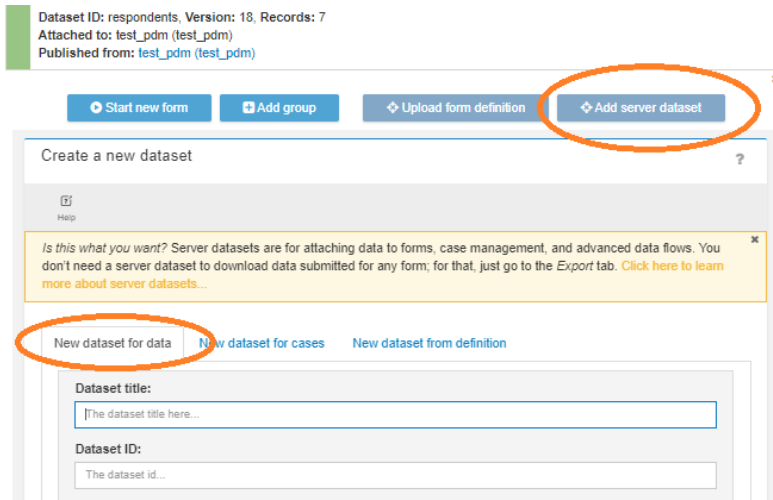 Dataset ID: respondents, Version: 18, Records: 7
Attached to: test_pdm (test_pdm)
Published from: test_pdm (test_pdm)
Start new form
Add group
Upload form definition
Add server dataset
Create a new dataset
?
Help
Is this what you want? Server datasets are for attaching data to forms, case management, and advanced data flows. You
don't need a server dataset to download data submitted for any form; for that, just go to the Export tab. Click here to learn
more about server datasets...
New dataset for data
New dataset for cases
New dataset from definition
Dataset title:
The dataset title here...
Dataset ID:
The dataset id...